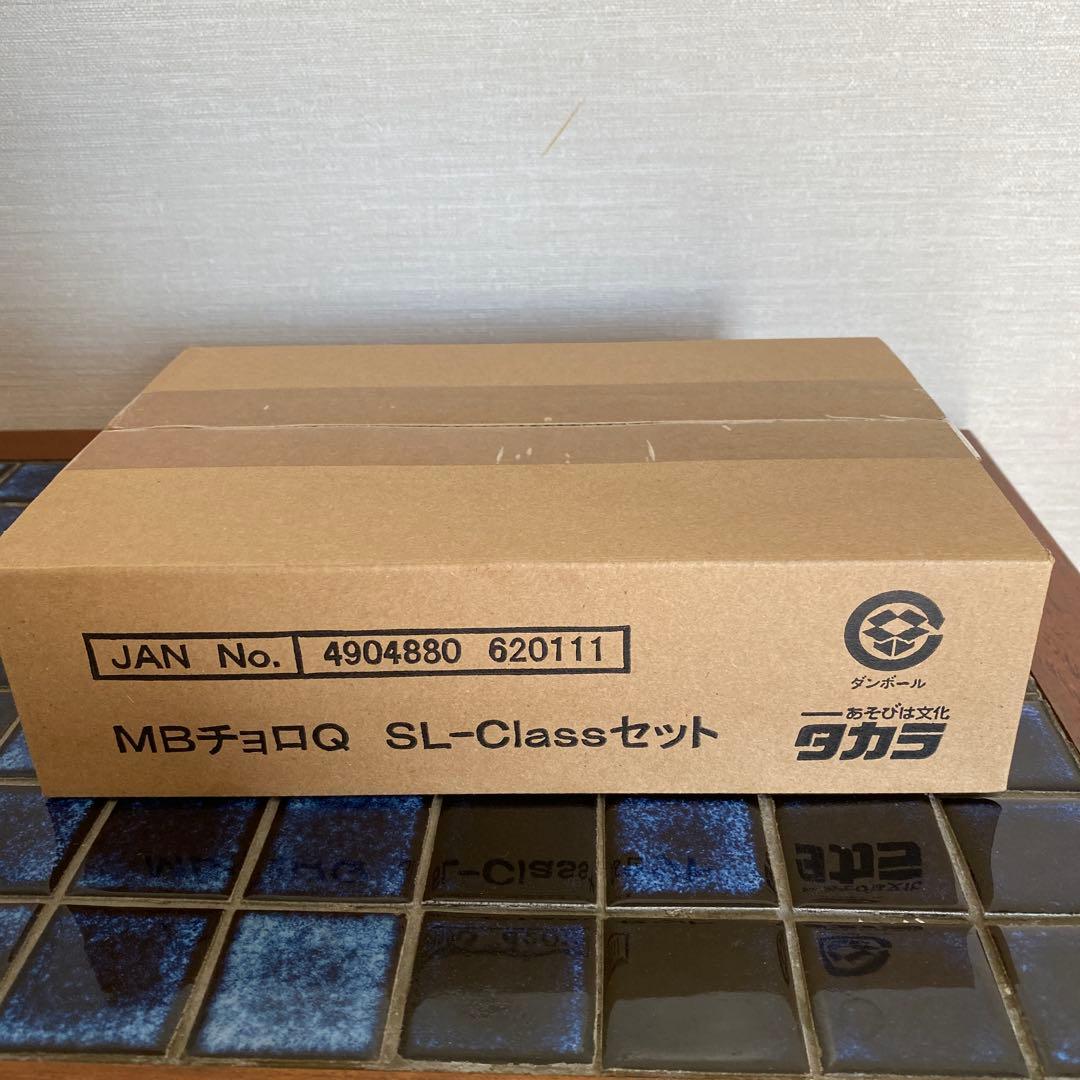 JAN No. 4904880 620111
MBチョロQ SL-Classセット
ダンボール
あそびは文化
タカラ